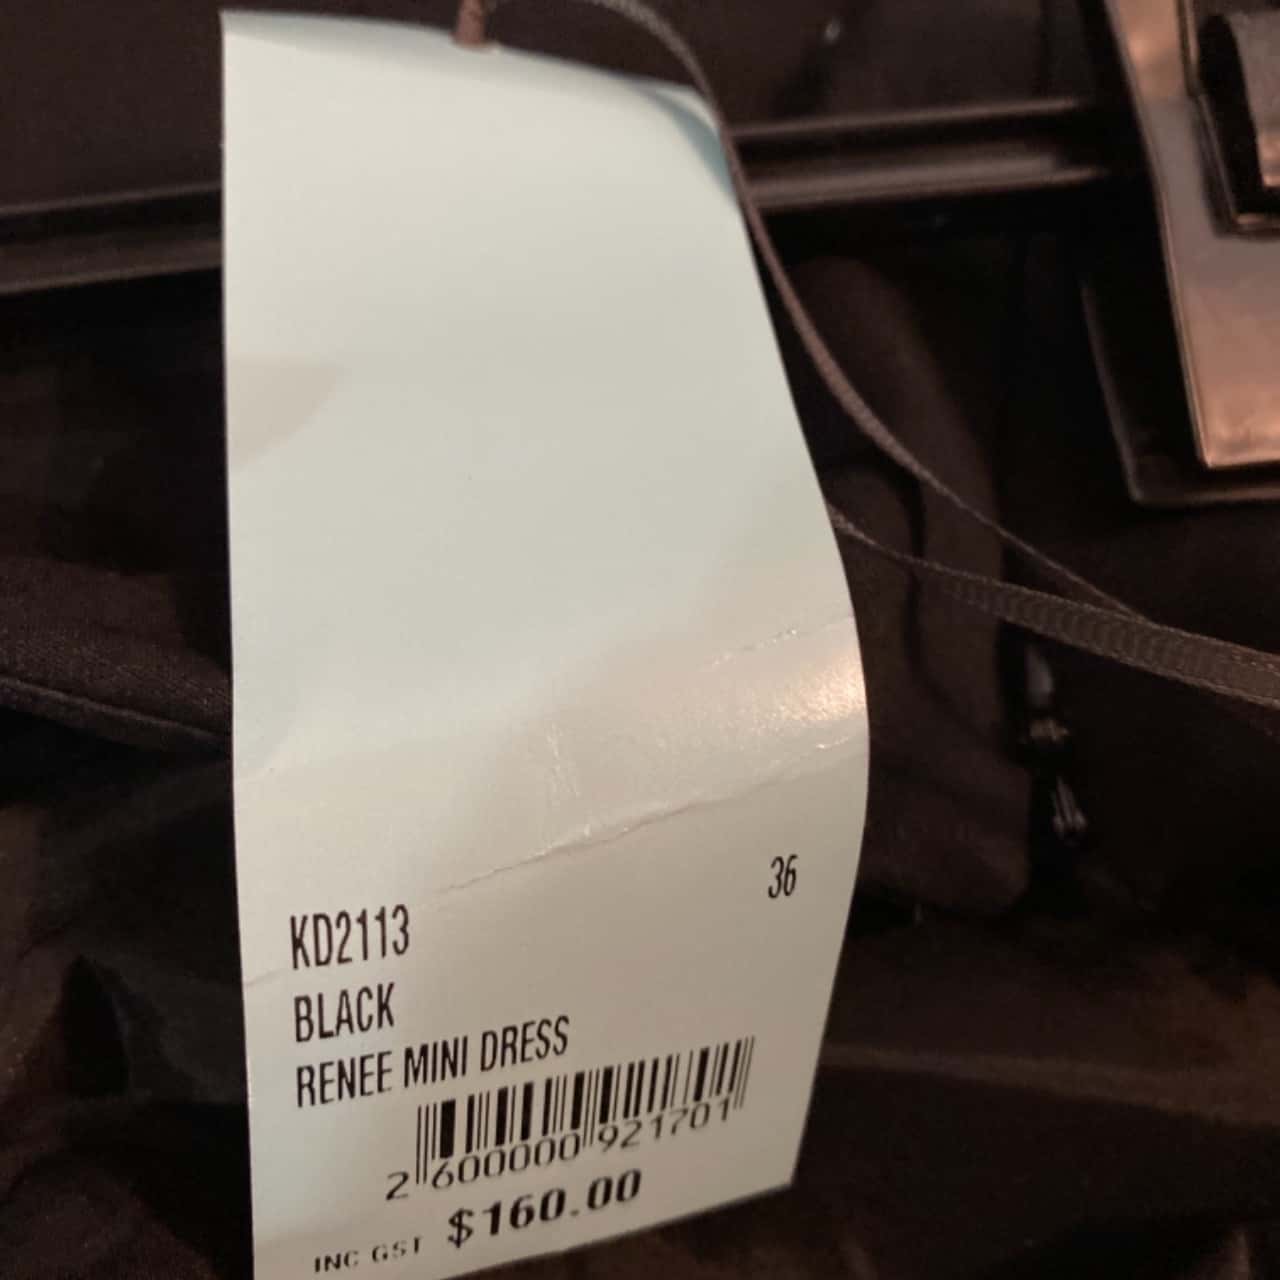 36
KD2113
BLACK
RENEE MINI DRESS
2 600000 921701
INC GST $160.00